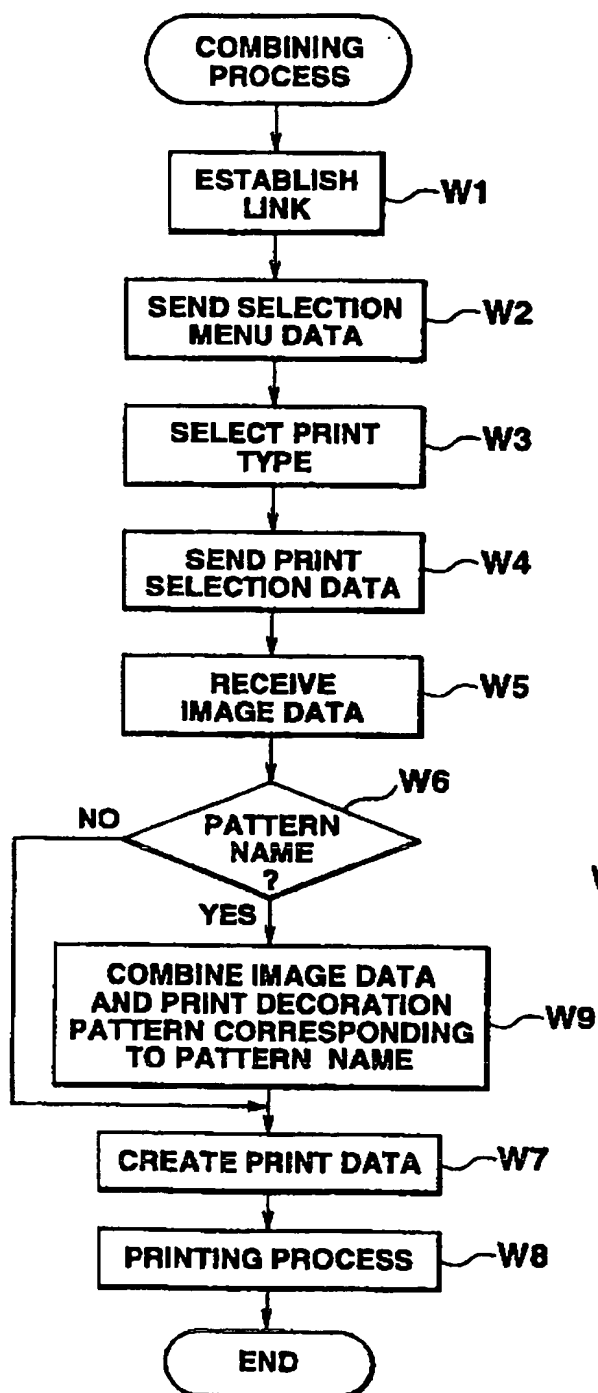 COMBINING
PROCESS
ESTABLISH
LINK
W1
SEND SELECTION
MENU DATA
W2
SELECT PRINT
TYPE
W3
SEND PRINT
SELECTION DATA
W4
RECEIVE
IMAGE DATA
W5
W6
NO
PATTERN
NAME
?
YES
COMBINE IMAGE DATA
AND PRINT DECORATION
PATTERN CORRESPONDING
TO PATTERN NAME
W9
CREATE PRINT DATA
W7
PRINTING PROCESS
W8
END